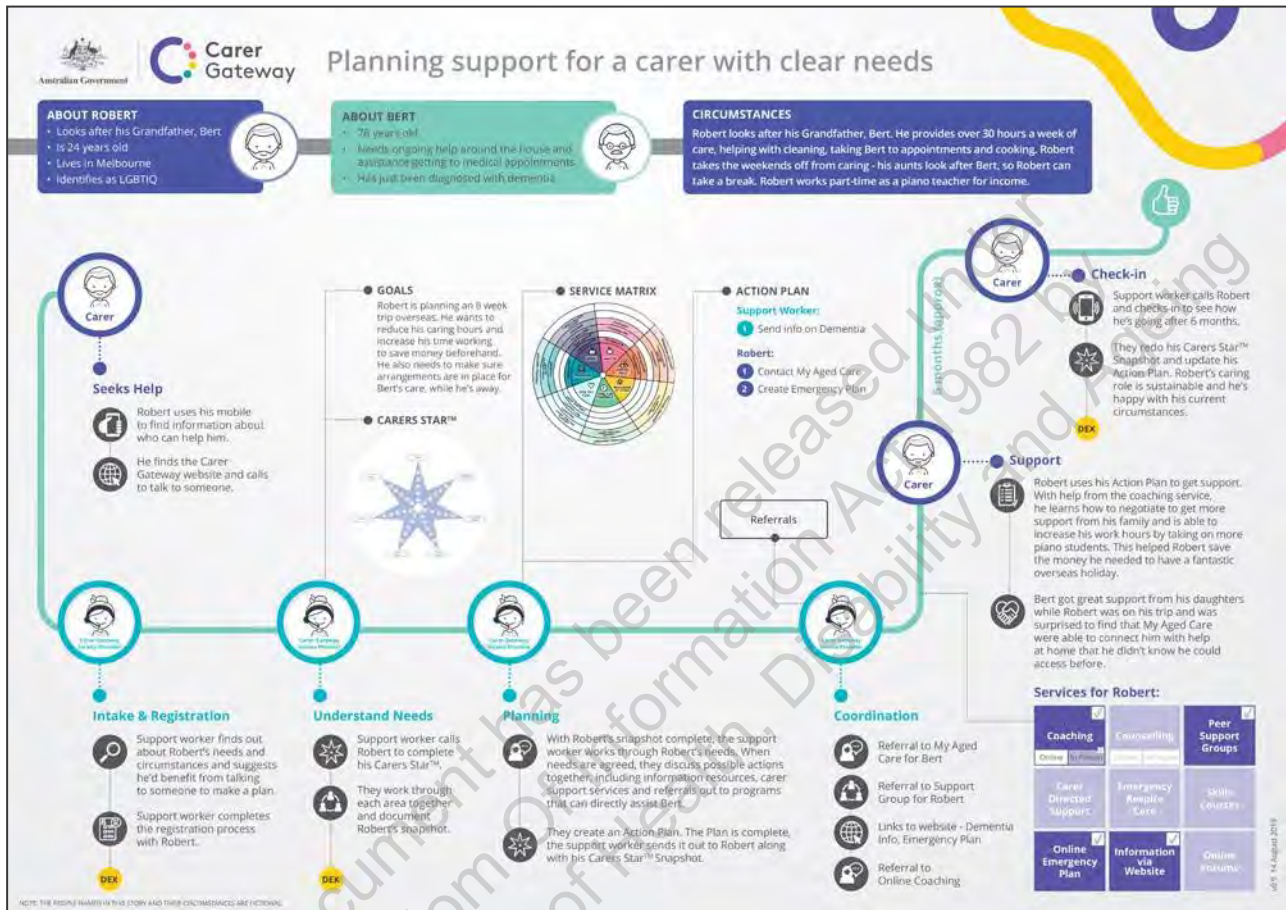 Australian Government
Carer
Gateway
Planning support for a carer with clear needs
ABOUT ROBERT
• Looks after his Grandfather, Bert
• Is 24 years old
• Lives in Melbourne
• Identifies as LGBTIQ
ABOUT BERT
• 78 years old
• Needs ongoing help around the house and
assistance getting to medical appointments
• Has just been diagnosed with dementia
CIRCUMSTANCES
Robert looks after his Grandfather, Bert. He provides over 30 hours a week of
care, helping with cleaning, taking Bert to appointments and cooking. Robert
takes the weekends off from caring - his aunts look after Bert, so Robert can
take a break. Robert works part-time as a piano teacher for income.
Carer
Seeks Help
Robert uses his mobile
to find information about
who can help him.
He finds the Carer
Gateway website and calls
to talk to someone.
GOALS
Robert is planning an 8 week
trip overseas. He wants to
reduce his caring hours and
increase his time working
to save money beforehand.
He also needs to make sure
arrangements are in place for
Bert's care, while he's away.
CARERS STAR™
SERVICE MATRIX
ACTION PLAN
Support Worker:
1 Send info on Dementia
Robert:
1 Contact My Aged Care
2 Create Emergency Plan
Referrals
6 months (approx)
Carer
Check-in
Support worker calls Robert
and checks-in to see how
he's going after 6 months.
They redo his Carers Star™
Snapshot and update his
Action Plan. Robert's caring
role is sustainable and he's
happy with his current
circumstances.
DEX
Carer
Support
Robert uses his Action Plan to get support.
With help from the coaching service,
he learns how to negotiate to get more
support from his family and is able to
increase his work hours by taking on more
piano students. This helped Robert save
the money he needed to have a fantastic
overseas holiday.
Bert got great support from his daughters
while Robert was on his trip and was
surprised to find that My Aged Care
were able to connect him with help
at home that he didn't know he could
access before.
Carer Gateway
Service Provider
Carer Gateway
Service Provider
Carer Gateway
Service Provider
Carer Gateway
Service Provider
Intake & Registration
Support worker finds out
about Robert's needs and
circumstances and suggests
he'd benefit from talking
to someone to make a plan.
Support worker completes
the registration process
with Robert.
DEX
Understand Needs
Support worker calls
Robert to complete
his Carers Star™.
They work through
each area together
and document
Robert's snapshot.
DEX
Planning
With Robert's snapshot complete, the support
worker works through Robert's needs. When
needs are agreed, they discuss possible actions
together, including information resources, carer
support services and referrals out to programs
that can directly assist Bert.
They create an Action Plan. The Plan is complete,
the support worker sends it out to Robert along
with his Carers Star™ Snapshot.
Coordination
Referral to My Aged
Care for Bert
Referral to Support
Group for Robert
Links to website - Dementia
Info, Emergency Plan
Referral to
Online Coaching
Services for Robert:
Coaching
Online In Person
Counselling
Peer
Support
Groups
Carer
Directed
Support
Emergency
Respite
Care
Skills
Courses
Online
Emergency
Plan
Information
via
Website
Online
Forums
14 August 2019
NOTE: THE PEOPLE NAMED IN THIS STORY AND THEIR CIRCUMSTANCES ARE FICTIONAL